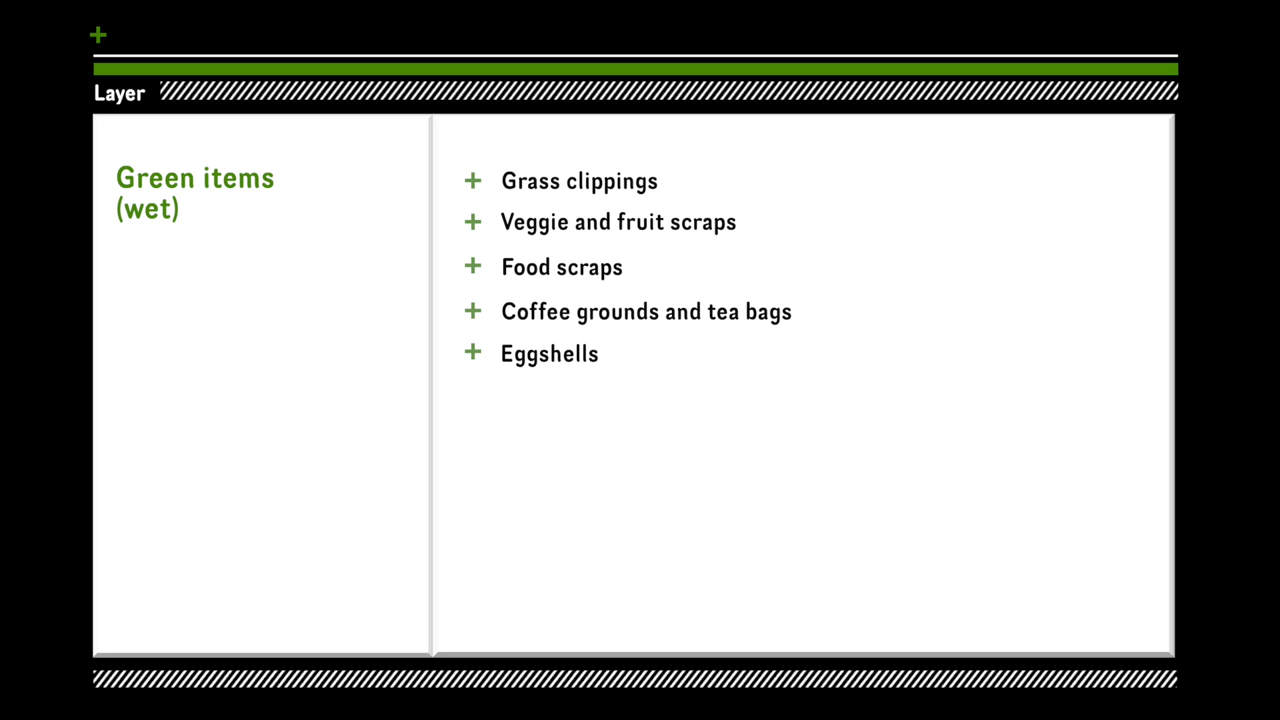 Layer
Green items
(wet)
+ Grass clippings
+ Veggie and fruit scraps
+ Food scraps
+ Coffee grounds and tea bags
+ Eggshells